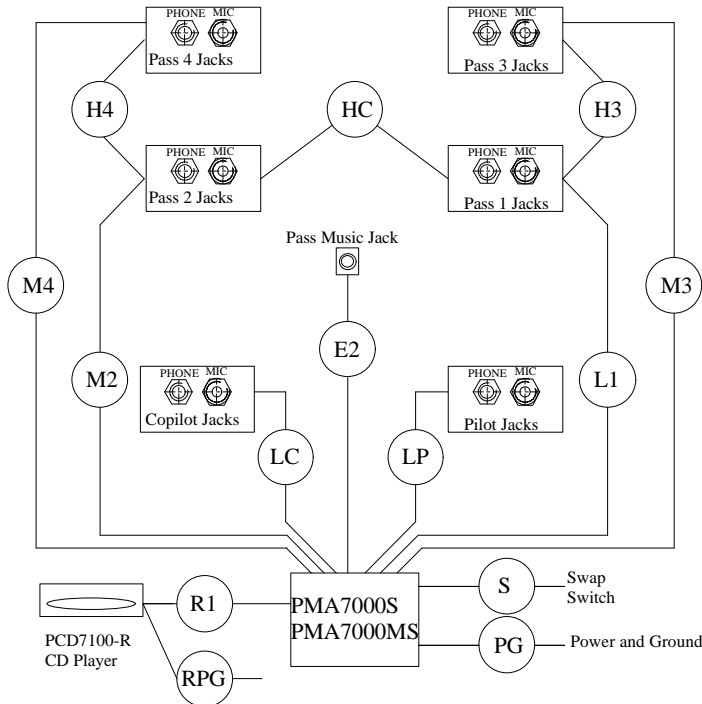 PHONE MIC
Pass 4 Jacks
PHONE MIC
Pass 3 Jacks
H4
HC
H3
PHONE MIC
Pass 2 Jacks
PHONE MIC
Pass 1 Jacks
Pass Music Jack
M4
M3
E2
M2
L1
PHONE MIC
Copilot Jacks
PHONE MIC
Pilot Jacks
LC
LP
R1
PMA7000S
PMA7000MS
S
Swap
Switch
PCD7100-R
CD Player
RPG
PG
Power and Ground